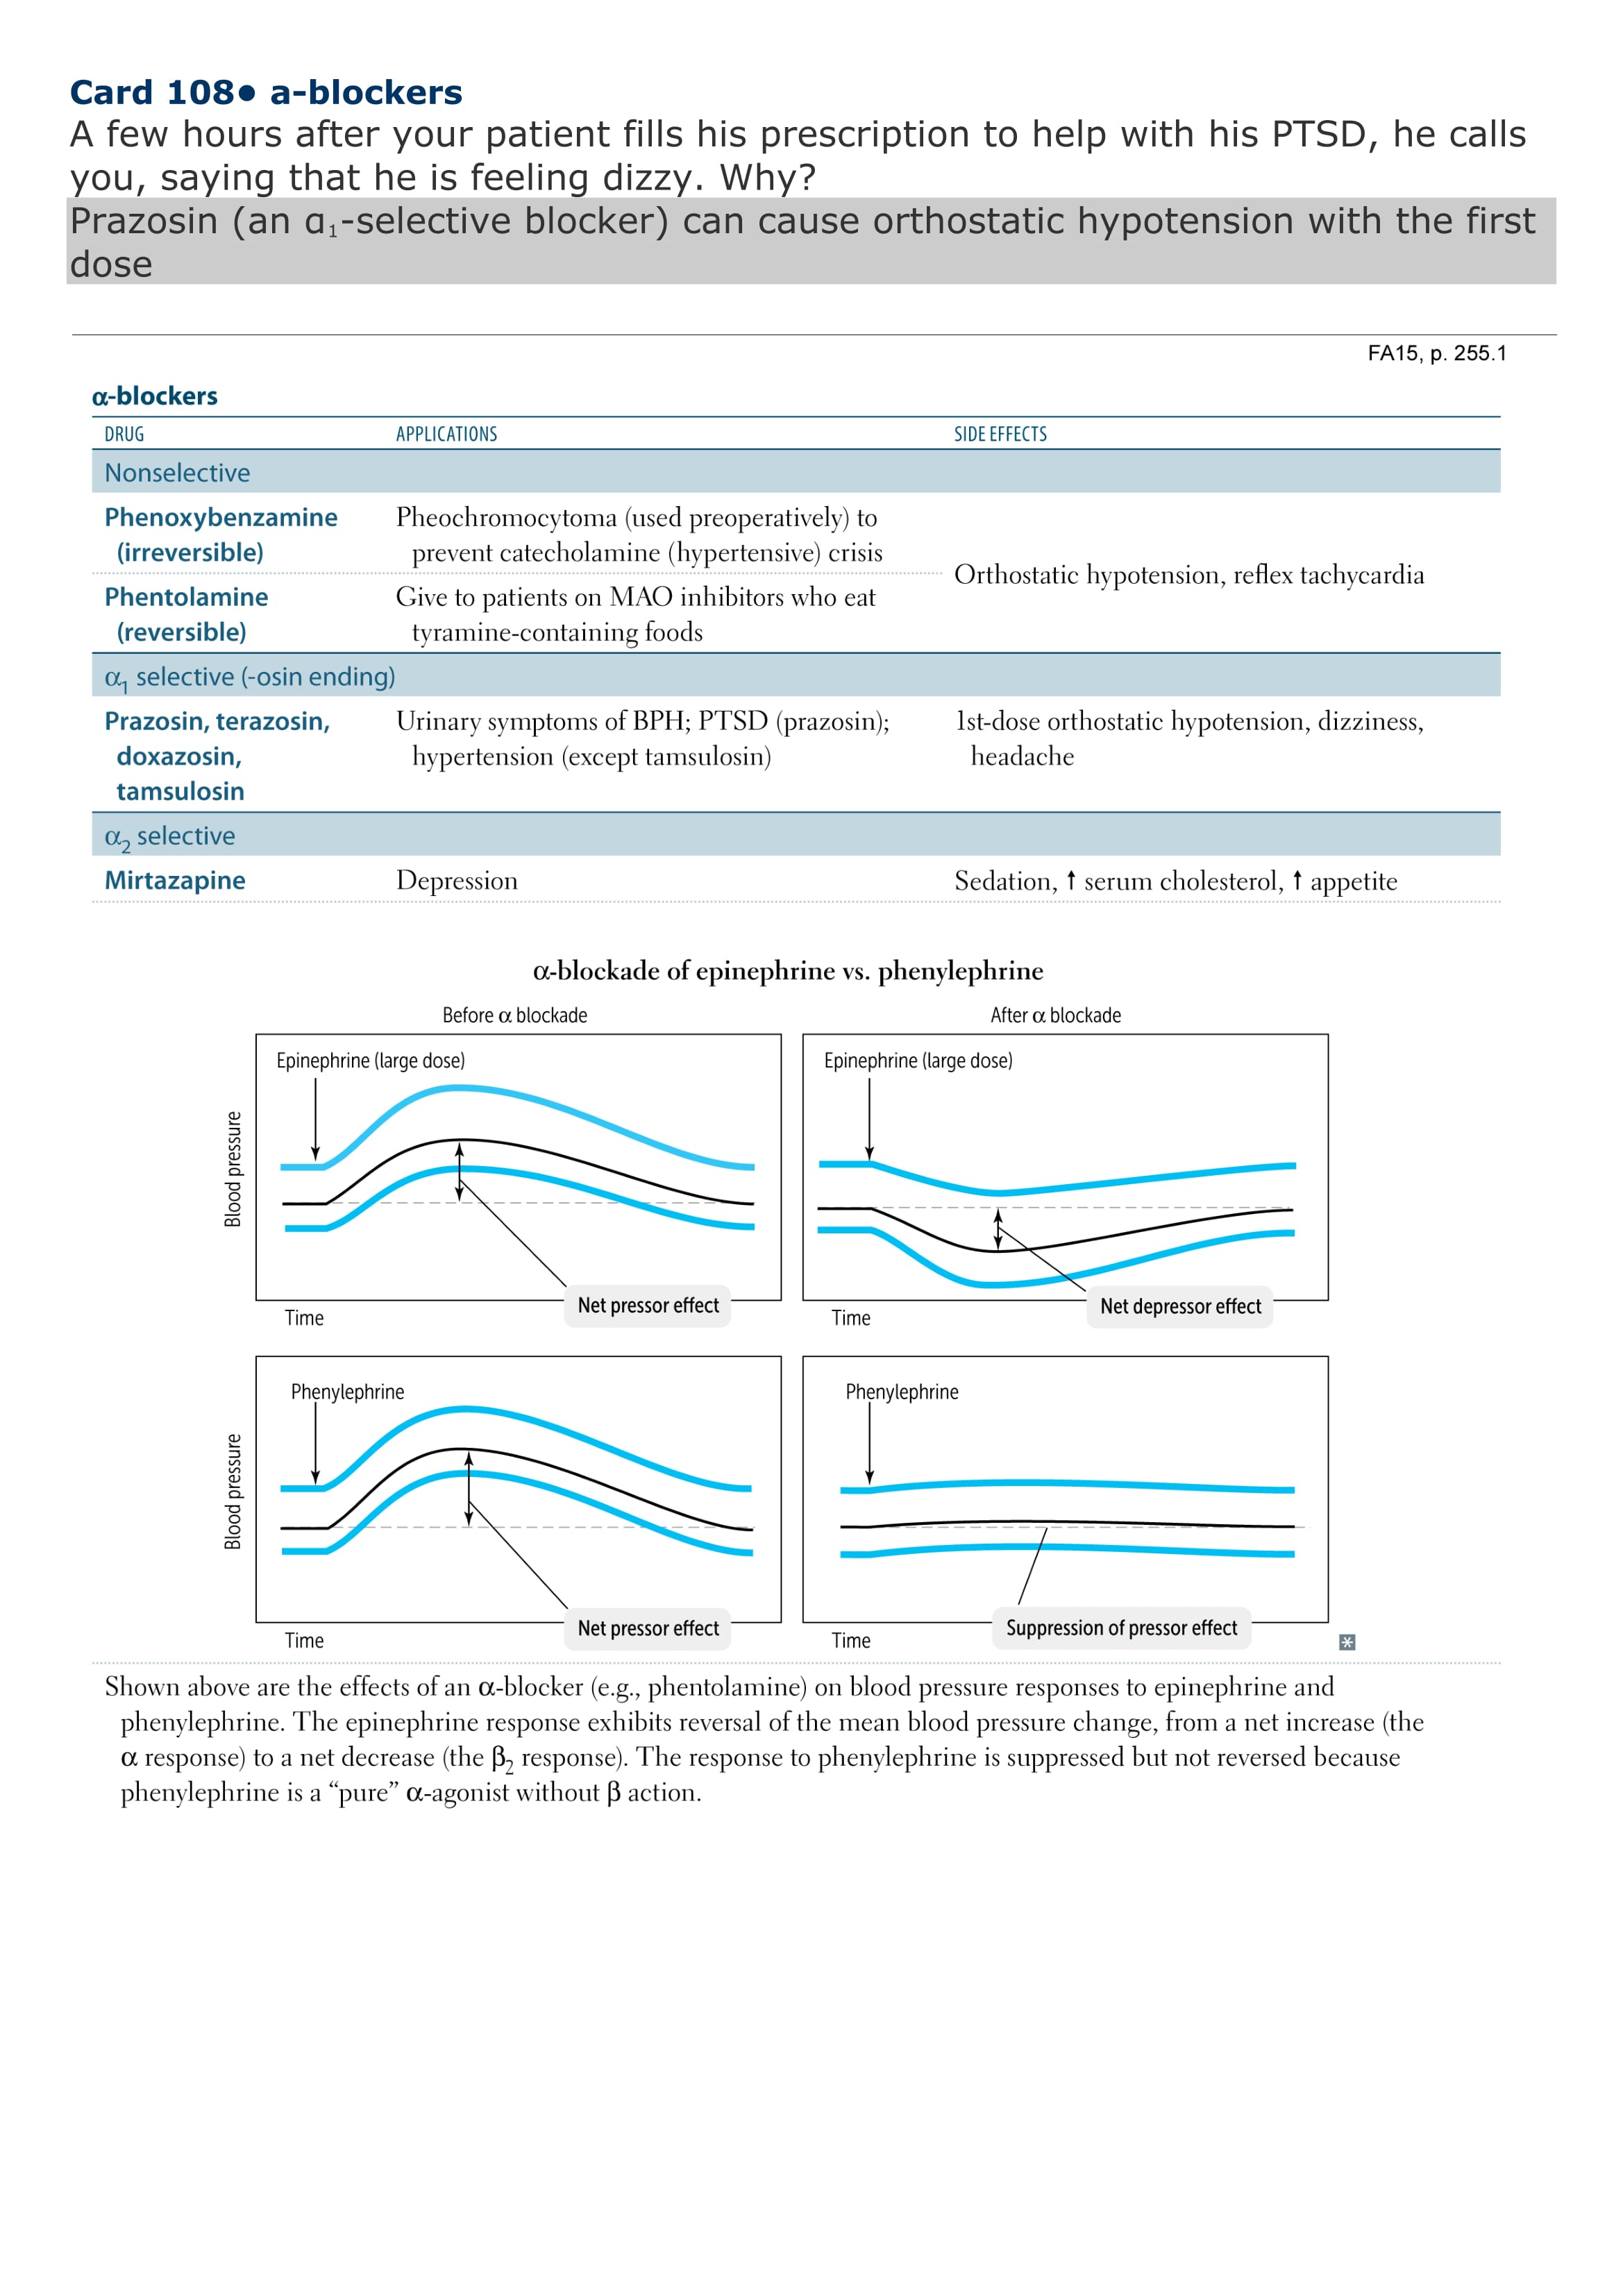 Card 108• a-blockers
A few hours after your patient fills his prescription to help with his PTSD, he calls
you, saying that he is feeling dizzy. Why?
Prazosin (an α₁-selective blocker) can cause orthostatic hypotension with the first
dose
FA15, p. 255.1
α-blockers
DRUG APPLICATIONS SIDE EFFECTS
Nonselective
Phenoxybenzamine Pheochromocytoma (used preoperatively) to
(irreversible) prevent catecholamine (hypertensive) crisis
Orthostatic hypotension, reflex tachycardia
Phentolamine Give to patients on MAO inhibitors who eat
(reversible) tyramine-containing foods
α₁ selective (-osin ending)
Prazosin, terazosin, Urinary symptoms of BPH; PTSD (prazosin); 1st-dose orthostatic hypotension, dizziness,
doxazosin, hypertension (except tamsulosin) headache
tamsulosin
α₂ selective
Mirtazapine Depression Sedation, ↑ serum cholesterol, ↑ appetite
α-blockade of epinephrine vs. phenylephrine
Before α blockade After α blockade
Epinephrine (large dose) Epinephrine (large dose)
Blood pressure
Net pressor effect Net depressor effect
Time Time
Phenylephrine Phenylephrine
Blood pressure
Net pressor effect Suppression of pressor effect
Time Time
Shown above are the effects of an α-blocker (e.g., phentolamine) on blood pressure responses to epinephrine and
phenylephrine. The epinephrine response exhibits reversal of the mean blood pressure change, from a net increase (the
α response) to a net decrease (the β₂ response). The response to phenylephrine is suppressed but not reversed because
phenylephrine is a “pure” α-agonist without β action.